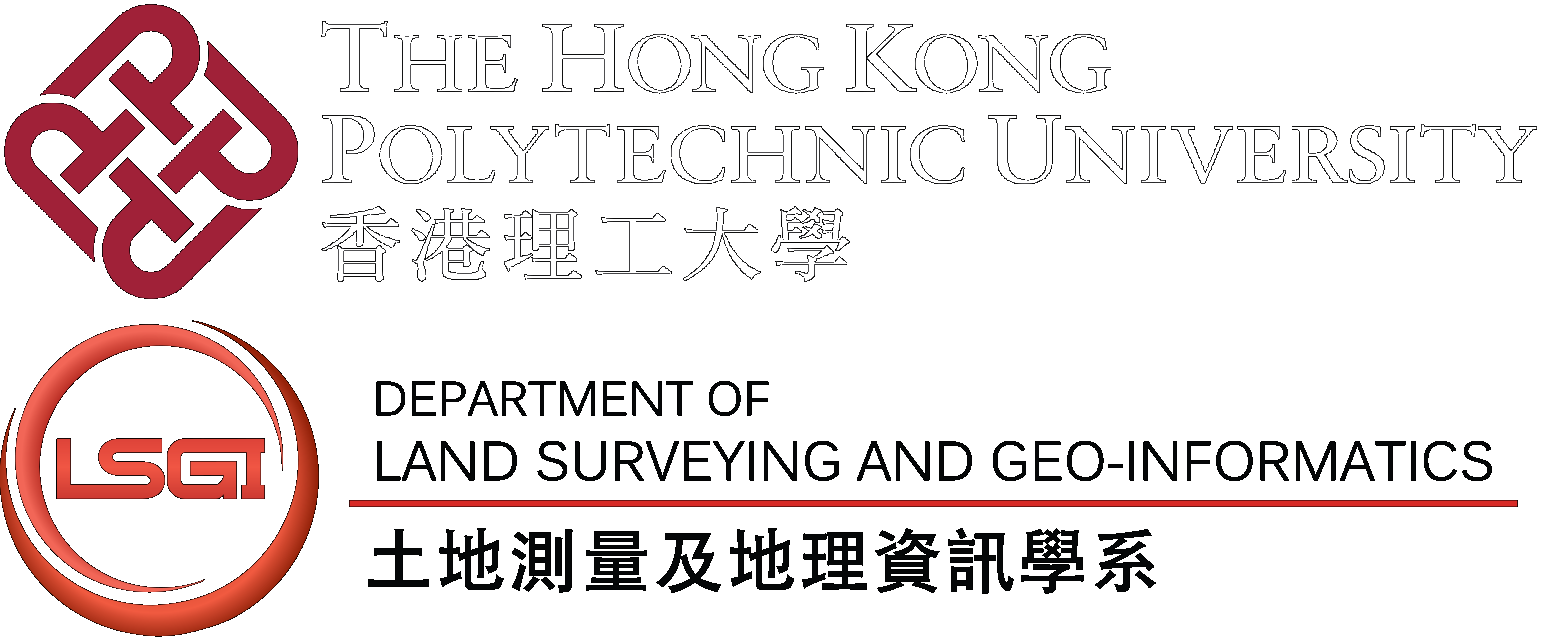 THE HONG KONG
POLYTECHNIC UNIVERSITY
香港理工大學
LSGI
DEPARTMENT OF
LAND SURVEYING AND GEO-INFORMATICS
土地測量及地理資訊學系